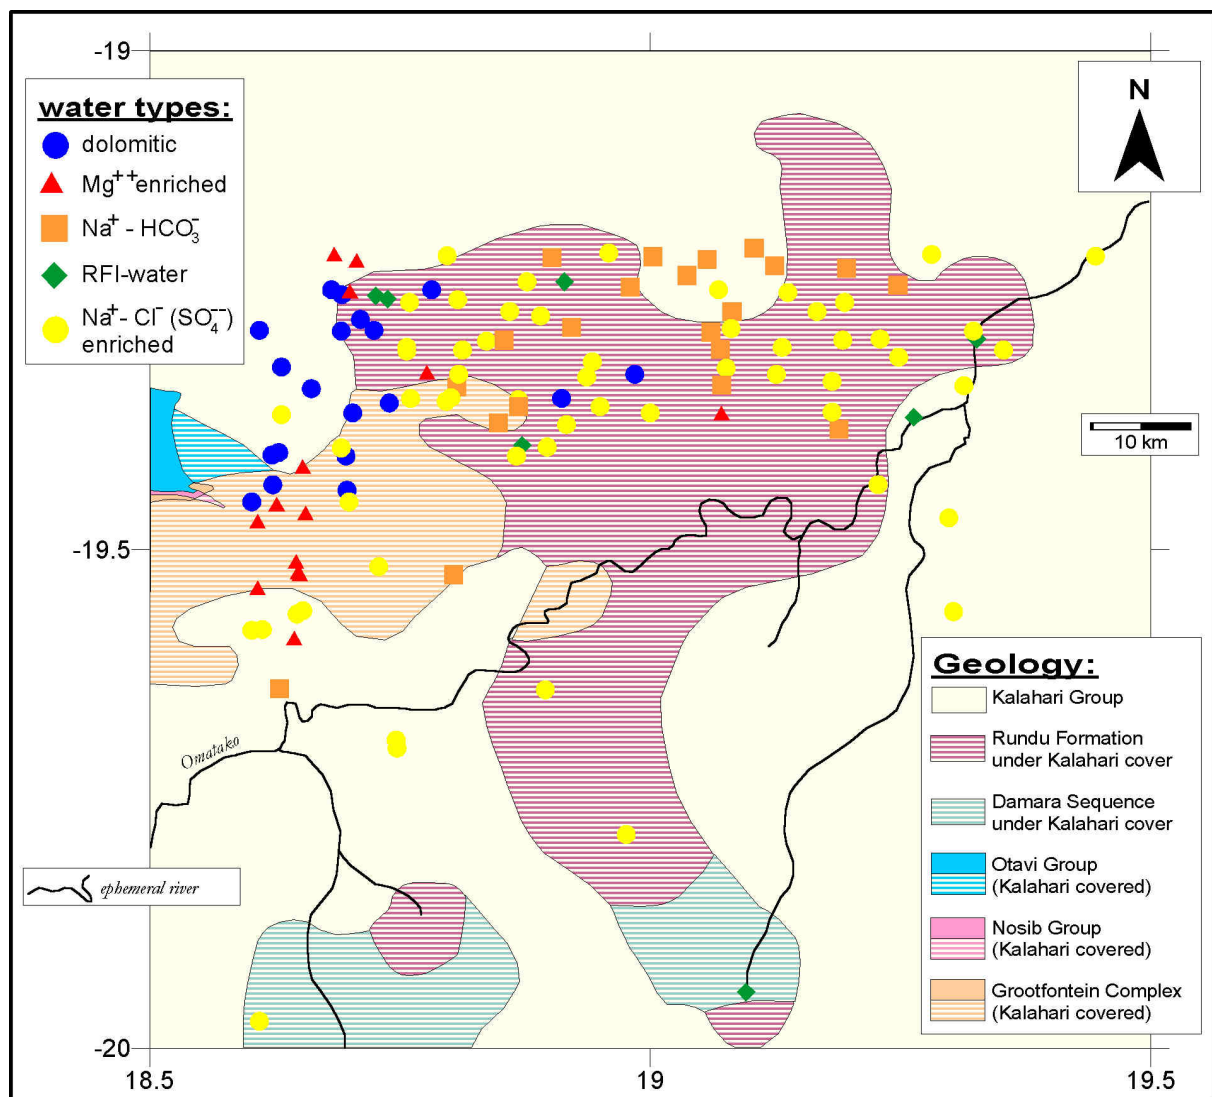 -19
water types:
dolomitic
Mg++enriched
Na+ - HCO3-
RFI-water
Na+- Cl- (SO4--)
enriched
N
10 km
-19.5
Omatako
ephemeral river
Geology:
Kalahari Group
Rundu Formation
under Kalahari cover
Damara Sequence
under Kalahari cover
Otavi Group
(Kalahari covered)
Nosib Group
(Kalahari covered)
Grootfontein Complex
(Kalahari covered)
-20
18.5
19
19.5